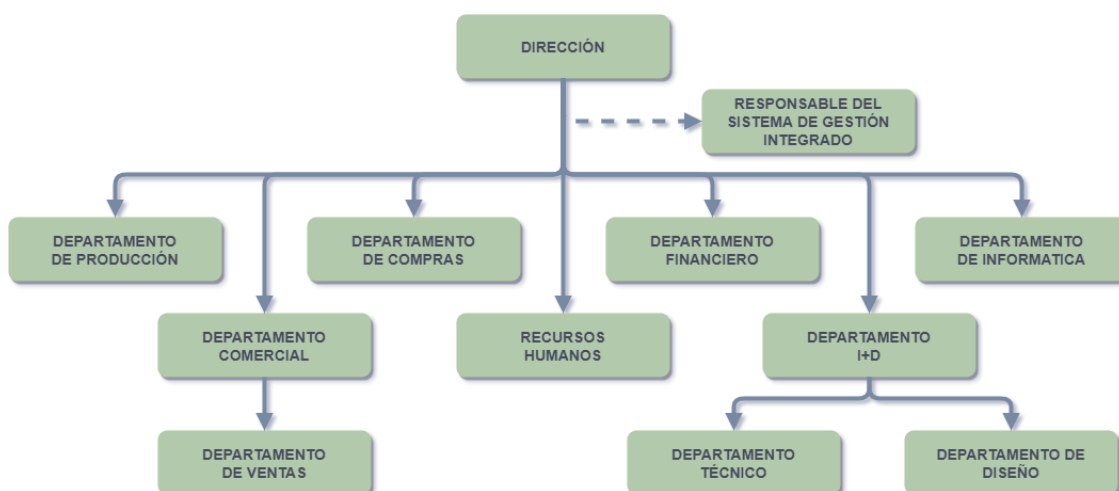 DIRECCIÓN
RESPONSABLE DEL
SISTEMA DE GESTIÓN
INTEGRADO
DEPARTAMENTO
DE PRODUCCIÓN
DEPARTAMENTO
DE COMPRAS
DEPARTAMENTO
FINANCIERO
DEPARTAMENTO
DE INFORMATICA
DEPARTAMENTO
COMERCIAL
RECURSOS
HUMANOS
DEPARTAMENTO
I+D
DEPARTAMENTO
DE VENTAS
DEPARTAMENTO
TÉCNICO
DEPARTAMENTO DE
DISEÑO